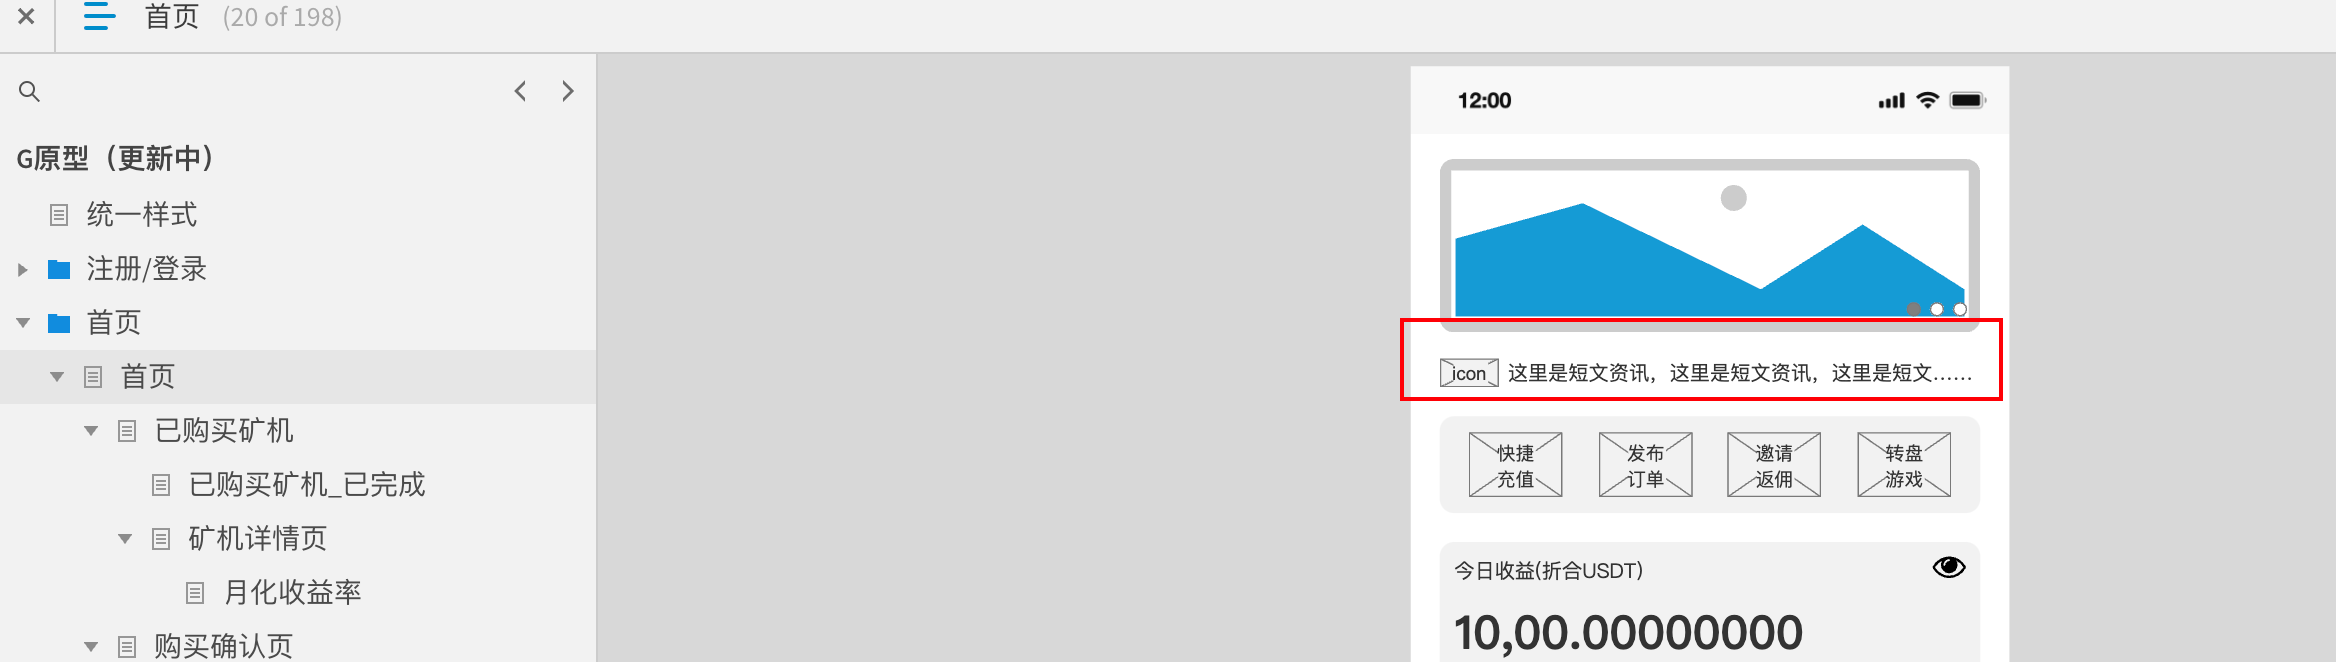 首页 (20 of 198)
G原型（更新中）
统一样式
注册/登录
首页
首页
已购买矿机
已购买矿机_已完成
矿机详情页
月化收益率
购买确认页
12:00
icon 这里是短文资讯，这里是短文资讯，这里是短文……
快捷
充值
发布
订单
邀请
返佣
转盘
游戏
今日收益(折合USDT)
10,00.00000000